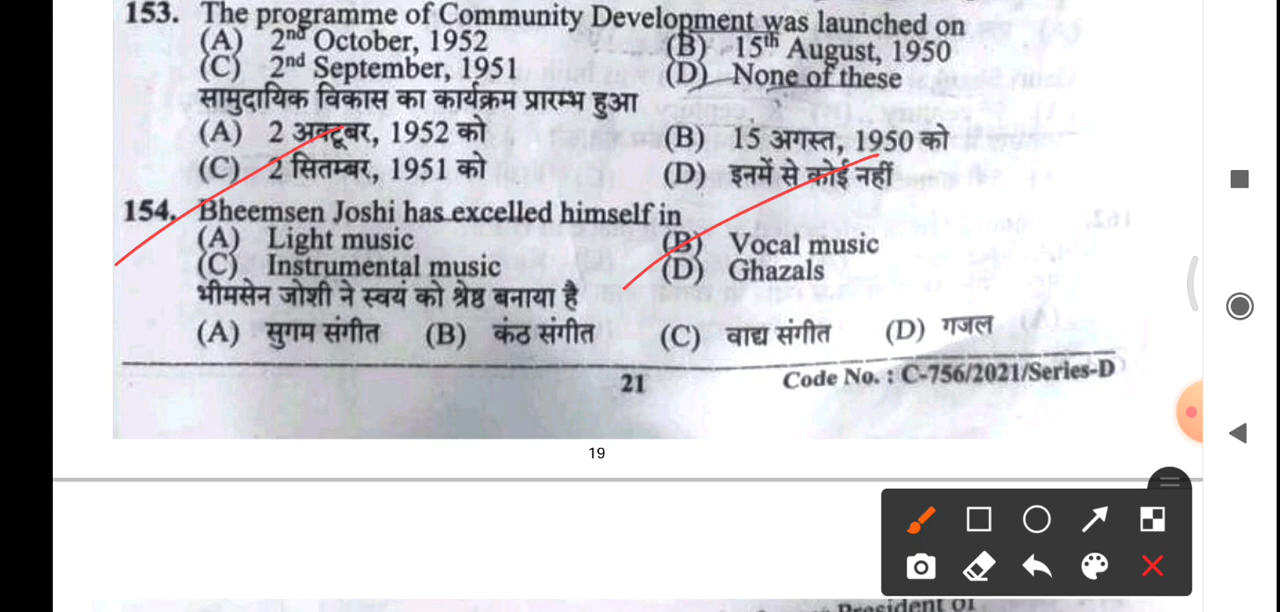 153. The programme of Community Development was launched on
(A) 2nd October, 1952 (B) 15th August, 1950
(C) 2nd September, 1951 (D) None of these
सामुदायिक विकास का कार्यक्रम प्रारम्भ हुआ
(A) 2 अक्टूबर, 1952 को (B) 15 अगस्त, 1950 को
(C) 2 सितम्बर, 1951 को (D) इनमें से कोई नहीं
154. Bheemsen Joshi has excelled himself in
(A) Light music (B) Vocal music
(C) Instrumental music (D) Ghazals
भीमसेन जोशी ने स्वयं को श्रेष्ठ बनाया है
(A) सुगम संगीत (B) कंठ संगीत (C) वाद्य संगीत (D) गजल
21 Code No. : C-756/2021/Series-D
19
President of